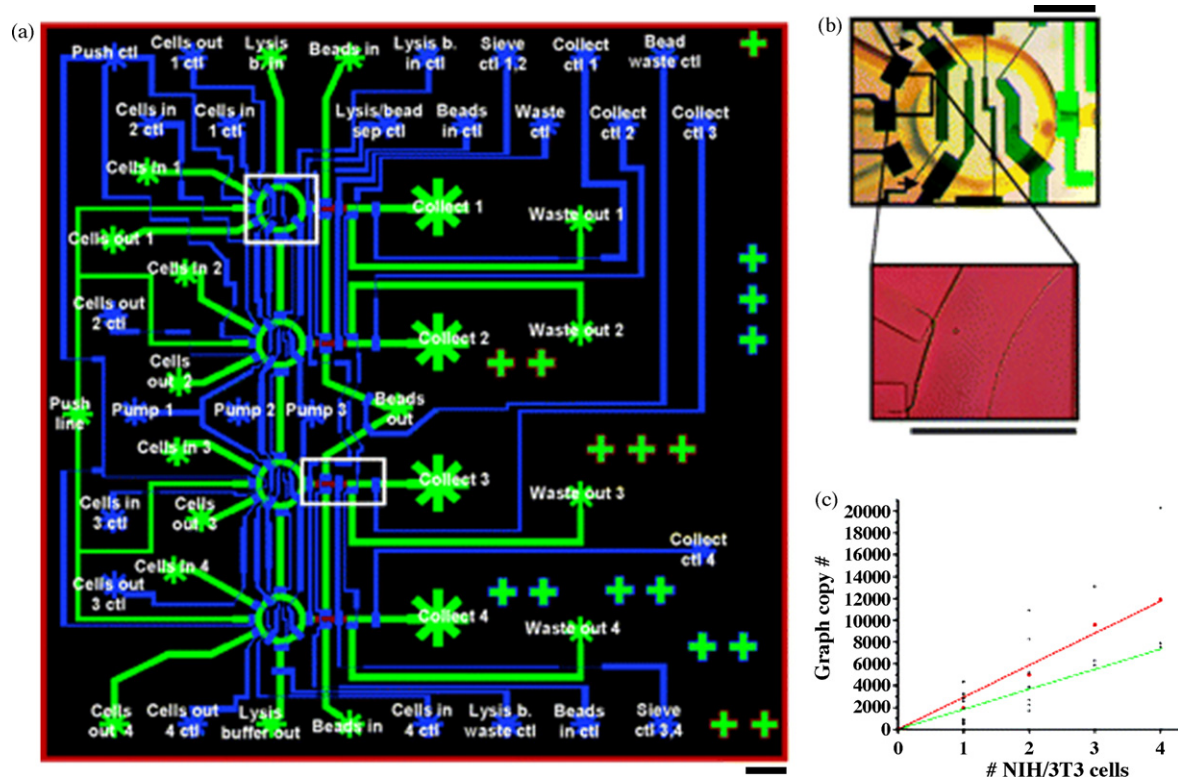 (a)
Push ctl
Cells out
1 ctl
Lysis
b. in
Beads in
Lysis b.
in ctl
Sieve
ctl 1,2
Collect
ctl 1
Bead
waste ctl
Cells in
2 ctl
Cells in
1 ctl
Lysis/bead
sep ctl
Beads
in ctl
Waste
ctl
Collect
ctl 2
Collect
ctl 3
Cells in 1
Collect 1
Waste out 1
Cells out 1
Cells in 2
Cells out
2 ctl
Collect 2
Waste out 2
Cells
out 2
Push
line
Pump 1
Pump 2
Pump 3
Beads
out
Cells in 3
Collect 3
Waste out 3
Cells in
3 ctl
Cells
out 3
Collect
ctl 4
Cells in 4
Cells out
3 ctl
Collect 4
Waste out 4
Cells
out 4
Cells out
4 ctl
Lysis
buffer out
Beads in
Cells in
4 ctl
Lysis b.
waste ctl
Beads
in ctl
Sieve
ctl 3,4
(b)
(c)
Graph copy #
20000
18000
16000
14000
12000
10000
8000
6000
4000
2000
0
0 1 2 3 4
# NIH/3T3 cells